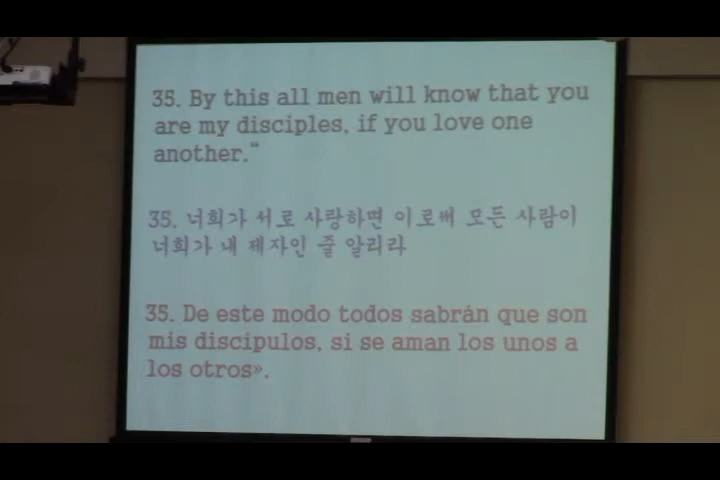 35. By this all men will know that you
are my disciples, if you love one
another."
35. 너희가 서로 사랑하면 이로써 모든 사람이
너희가 내 제자인 줄 알리라
35. De este modo todos sabrán que son
mis discípulos, si se aman los unos a
los otros».